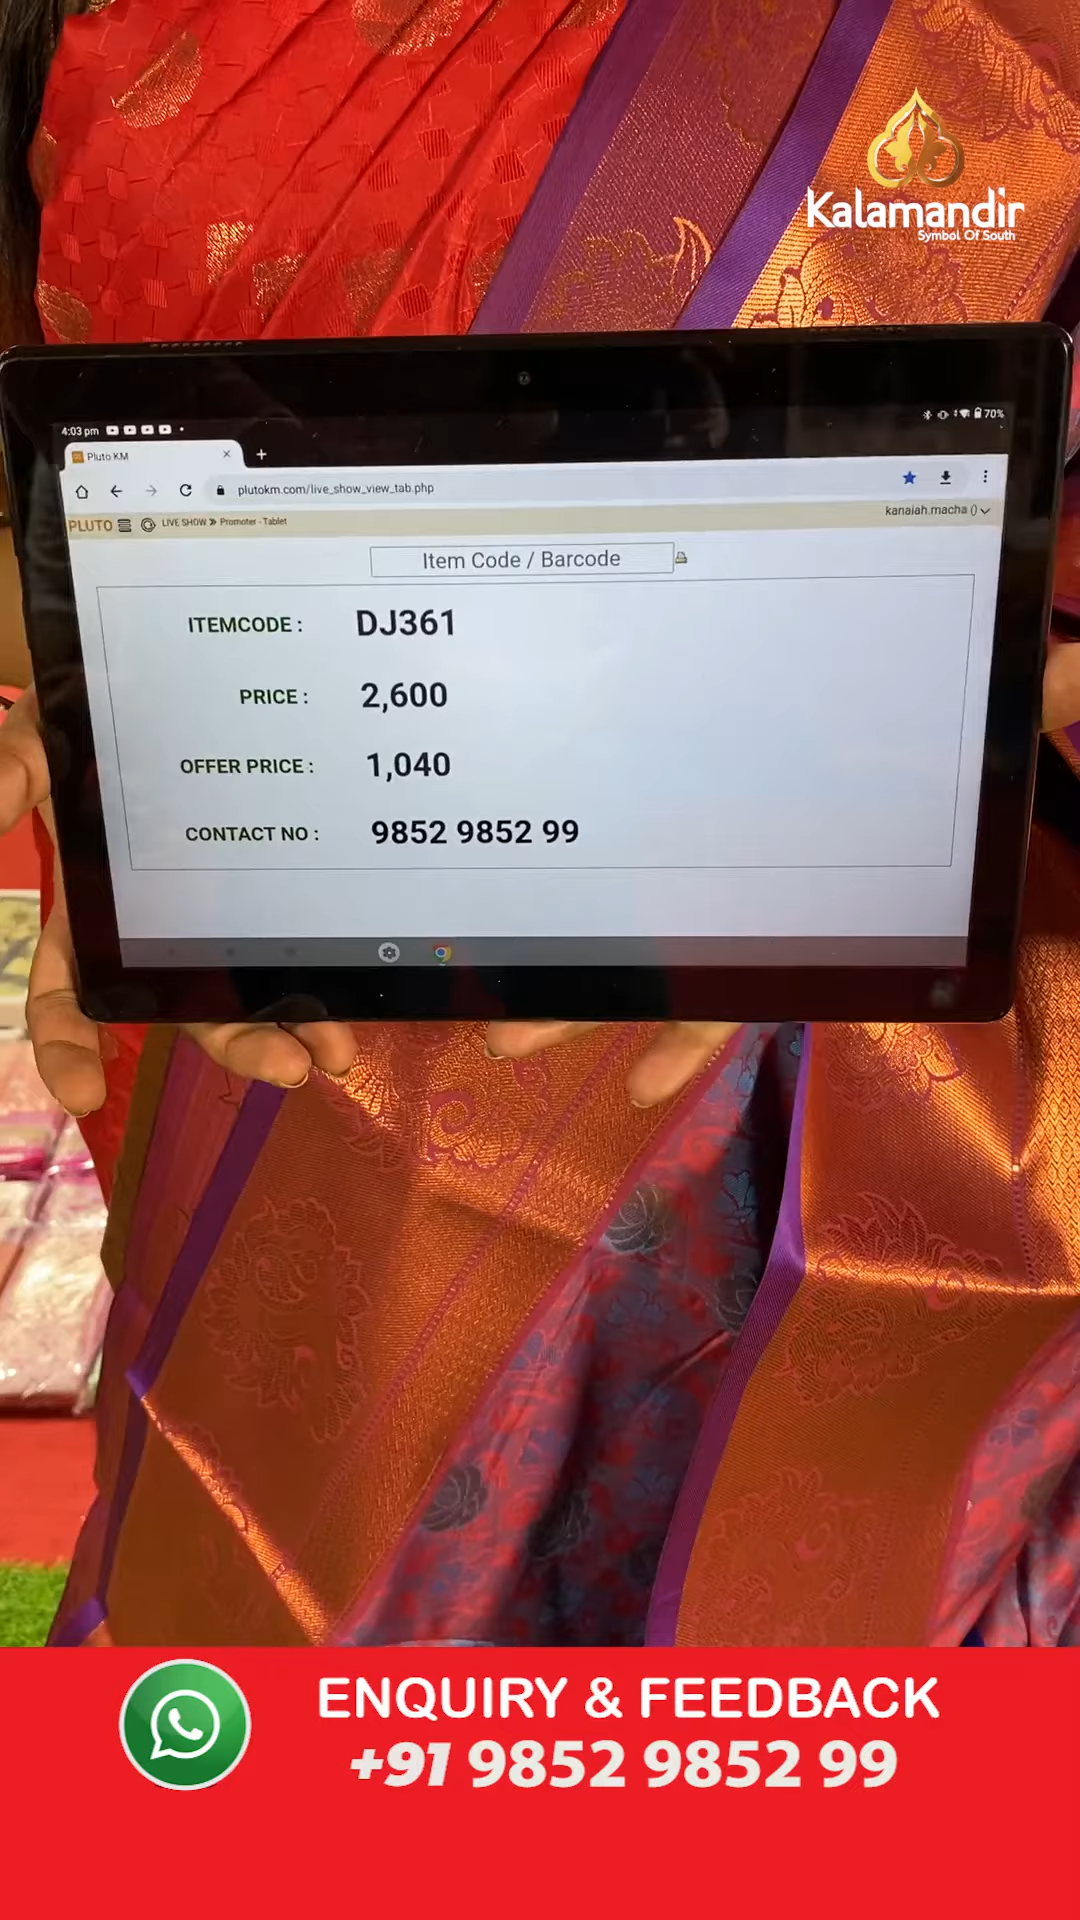 Kalamandir
Symbol Of South
4:03 pm
70%
Pluto KM
plutokm.com/live_show_view_tab.php
PLUTO
LIVE SHOW >> Promoter - Tablet
kanaiah.macha ()
Item Code / Barcode
ITEMCODE : DJ361
PRICE : 2,600
OFFER PRICE : 1,040
CONTACT NO : 9852 9852 99
ENQUIRY & FEEDBACK
+91 9852 9852 99